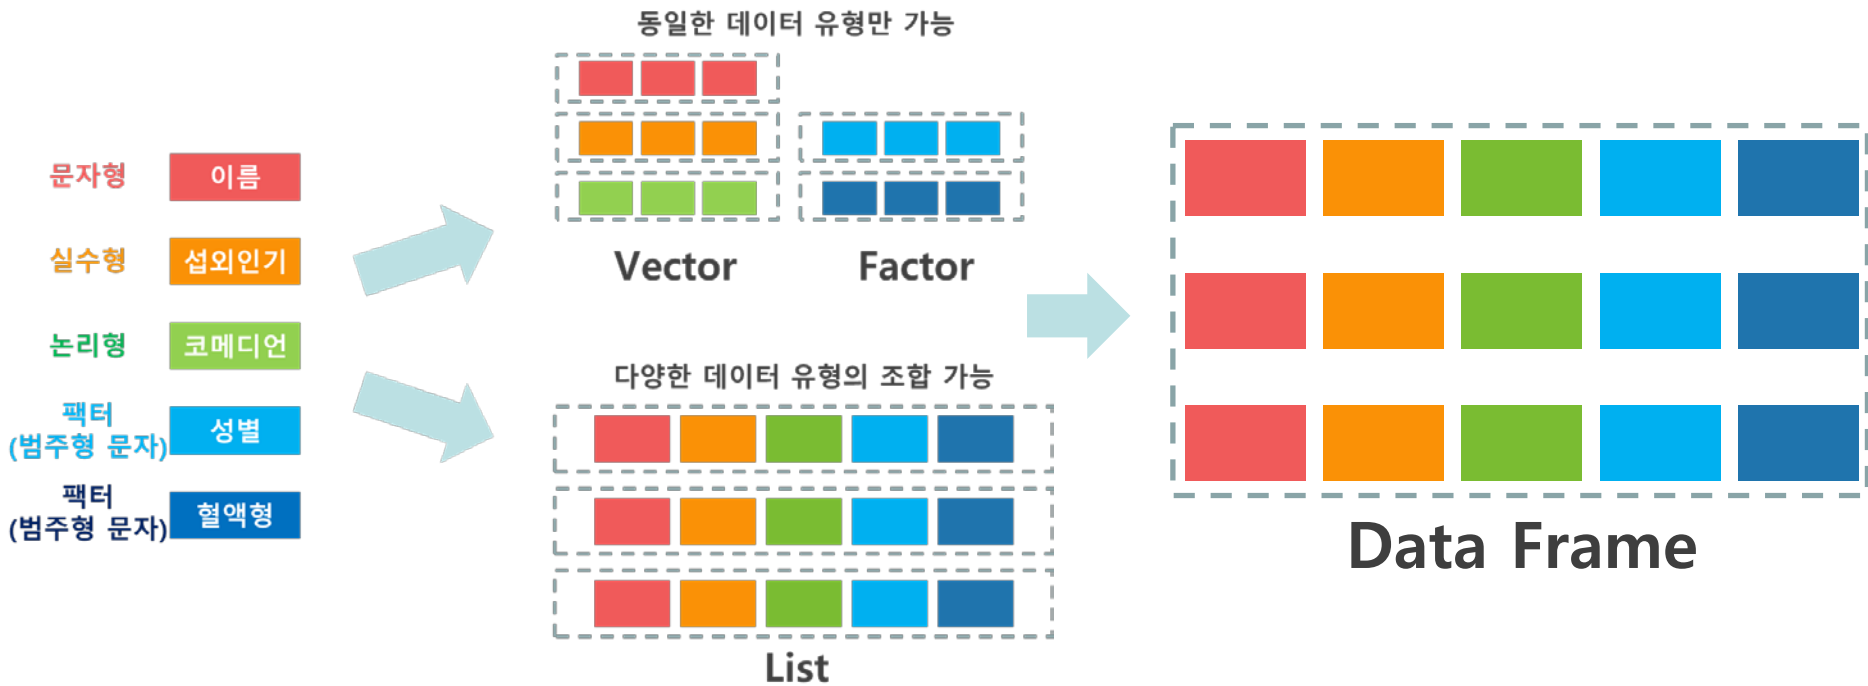 문자형
이름
실수형
섭외인기
논리형
코메디언
팩터
(범주형 문자)
성별
팩터
(범주형 문자)
혈액형
동일한 데이터 유형만 가능
Vector
Factor
다양한 데이터 유형의 조합 가능
List
Data Frame